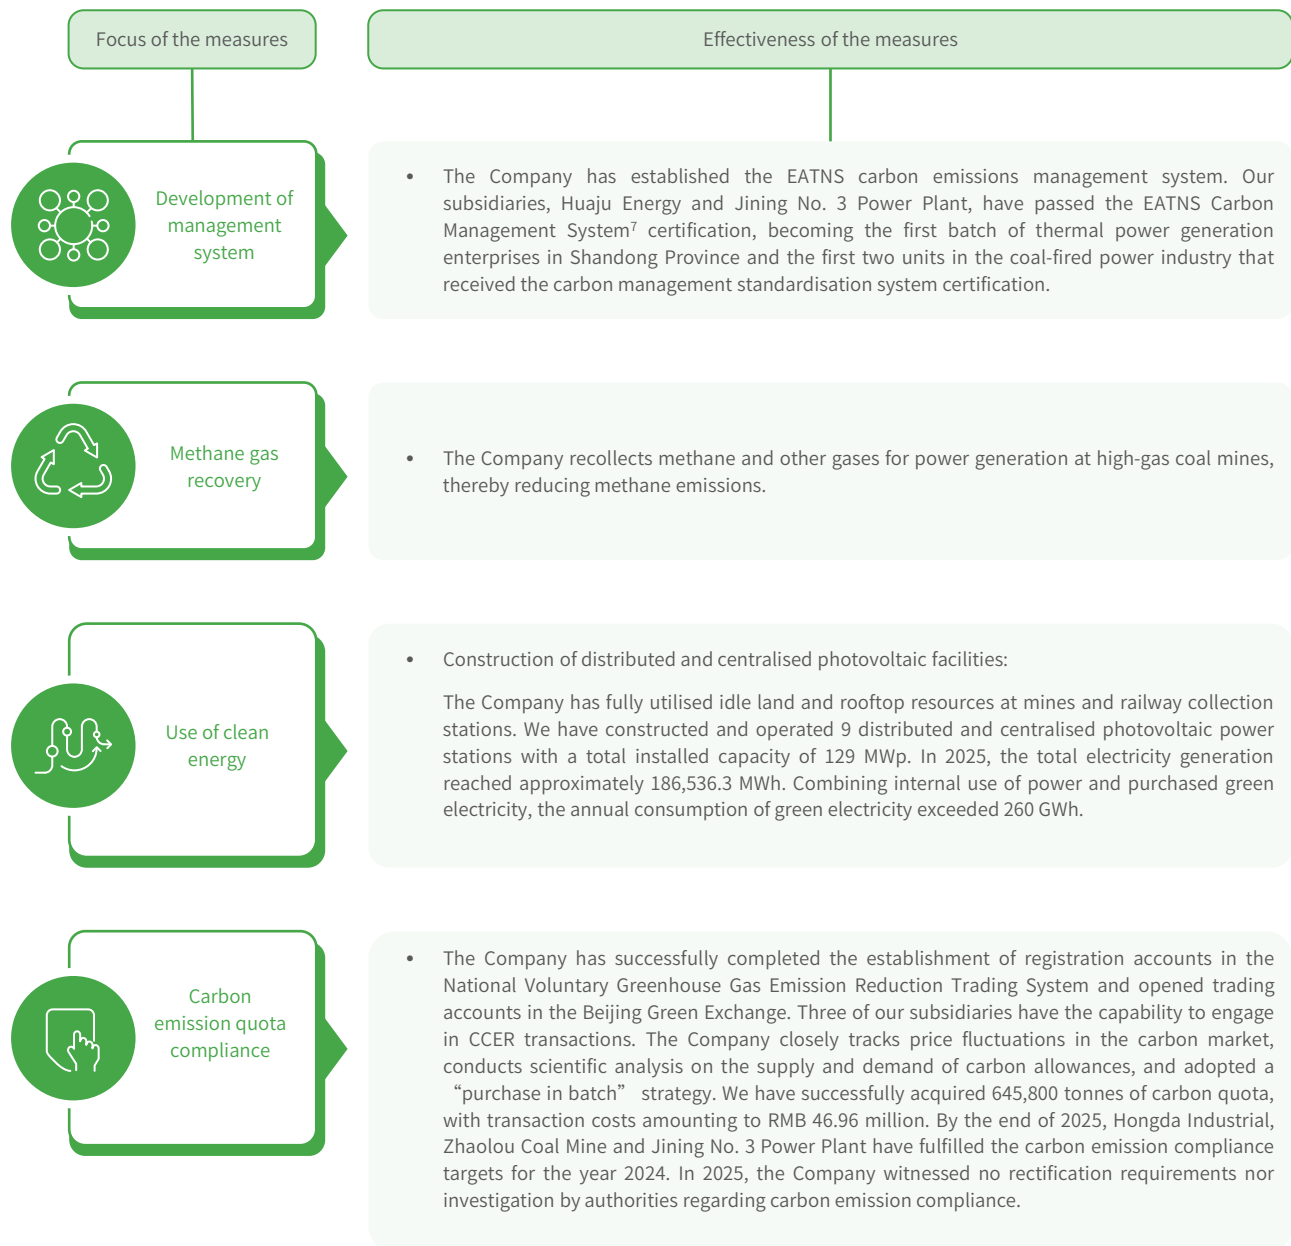 Focus of the measures
Effectiveness of the measures
Development of
management
system
• The Company has established the EATNS carbon emissions management system. Our
subsidiaries, Huaju Energy and Jining No. 3 Power Plant, have passed the EATNS Carbon
Management System⁷ certification, becoming the first batch of thermal power generation
enterprises in Shandong Province and the first two units in the coal-fired power industry that
received the carbon management standardisation system certification.
Methane gas
recovery
• The Company recollects methane and other gases for power generation at high-gas coal mines,
thereby reducing methane emissions.
Use of clean
energy
• Construction of distributed and centralised photovoltaic facilities:
The Company has fully utilised idle land and rooftop resources at mines and railway collection
stations. We have constructed and operated 9 distributed and centralised photovoltaic power
stations with a total installed capacity of 129 MWp. In 2025, the total electricity generation
reached approximately 186,536.3 MWh. Combining internal use of power and purchased green
electricity, the annual consumption of green electricity exceeded 260 GWh.
Carbon
emission quota
compliance
• The Company has successfully completed the establishment of registration accounts in the
National Voluntary Greenhouse Gas Emission Reduction Trading System and opened trading
accounts in the Beijing Green Exchange. Three of our subsidiaries have the capability to engage
in CCER transactions. The Company closely tracks price fluctuations in the carbon market,
conducts scientific analysis on the supply and demand of carbon allowances, and adopted a
“purchase in batch” strategy. We have successfully acquired 645,800 tonnes of carbon quota,
with transaction costs amounting to RMB 46.96 million. By the end of 2025, Hongda Industrial,
Zhaolou Coal Mine and Jining No. 3 Power Plant have fulfilled the carbon emission compliance
targets for the year 2024. In 2025, the Company witnessed no rectification requirements nor
investigation by authorities regarding carbon emission compliance.